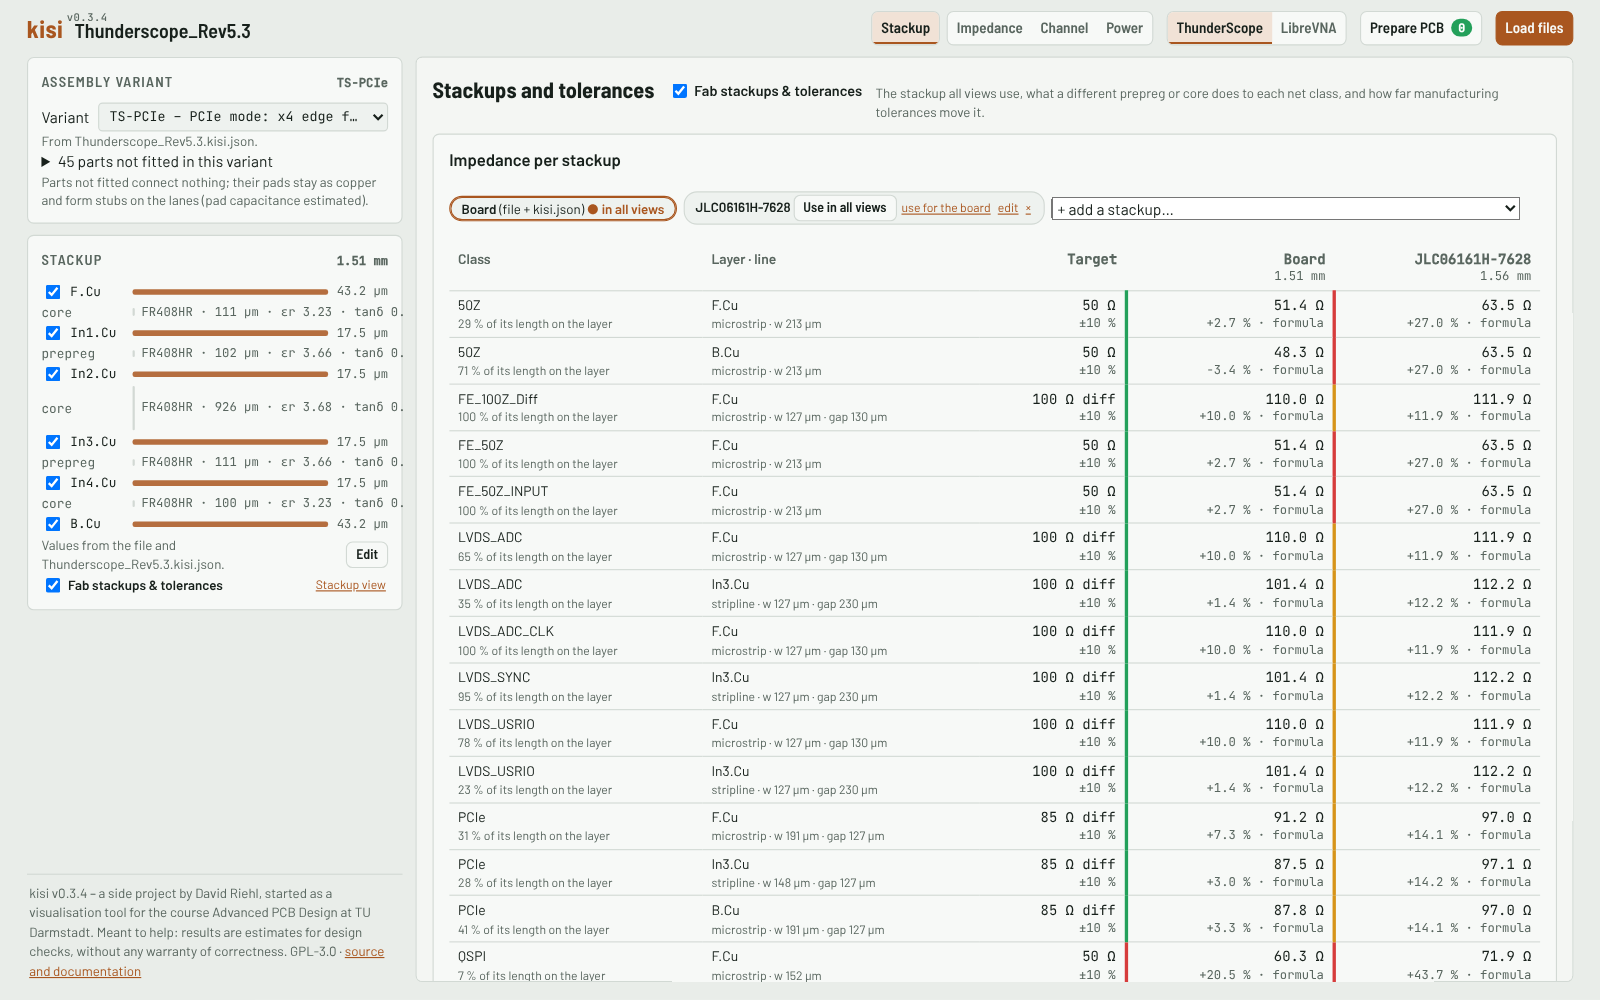 kisi v0.3.4 Thunderscope_Rev5.3
Stackup Impedance Channel Power ThunderScope LibreVNA Prepare PCB 0 Load files
ASSEMBLY VARIANT TS-PCIe
Variant TS-PCIe – PCIe mode: x4 edge f…
From Thunderscope_Rev5.3.kisi.json.
▶ 45 parts not fitted in this variant
Parts not fitted connect nothing; their pads stay as copper
and form stubs on the lanes (pad capacitance estimated).
STACKUP 1.51 mm
F.Cu 43.2 µm
core FR408HR · 111 µm · εr 3.23 · tanδ 0.
In1.Cu 17.5 µm
prepreg FR408HR · 102 µm · εr 3.66 · tanδ 0.
In2.Cu 17.5 µm
core FR408HR · 926 µm · εr 3.68 · tanδ 0.
In3.Cu 17.5 µm
prepreg FR408HR · 111 µm · εr 3.66 · tanδ 0.
In4.Cu 17.5 µm
core FR408HR · 100 µm · εr 3.23 · tanδ 0.
B.Cu 43.2 µm
Values from the file and
Thunderscope_Rev5.3.kisi.json.
Edit
Fab stackups & tolerances Stackup view
kisi v0.3.4 – a side project by David Riehl, started as a
visualisation tool for the course Advanced PCB Design at TU
Darmstadt. Meant to help: results are estimates for design
checks, without any warranty of correctness. GPL-3.0 · source
and documentation
Stackups and tolerances Fab stackups & tolerances The stackup all views use, what a different prepreg or core does to each net class, and how far manufacturing
tolerances move it.
Impedance per stackup
Board (file + kisi.json) ● in all views JLC06161H-7628 Use in all views use for the board edit × + add a stackup...
Class Layer · line Target Board JLC06161H-7628
1.51 mm 1.56 mm
50Z F.Cu 50 Ω 51.4 Ω 63.5 Ω
29 % of its length on the layer microstrip · w 213 µm ±10 % +2.7 % · formula +27.0 % · formula
50Z B.Cu 50 Ω 48.3 Ω 63.5 Ω
71 % of its length on the layer microstrip · w 213 µm ±10 % -3.4 % · formula +27.0 % · formula
FE_100Z_Diff F.Cu 100 Ω diff 110.0 Ω 111.9 Ω
100 % of its length on the layer microstrip · w 127 µm · gap 130 µm ±10 % +10.0 % · formula +11.9 % · formula
FE_50Z F.Cu 50 Ω 51.4 Ω 63.5 Ω
100 % of its length on the layer microstrip · w 213 µm ±10 % +2.7 % · formula +27.0 % · formula
FE_50Z_INPUT F.Cu 50 Ω 51.4 Ω 63.5 Ω
100 % of its length on the layer microstrip · w 213 µm ±10 % +2.7 % · formula +27.0 % · formula
LVDS_ADC F.Cu 100 Ω diff 110.0 Ω 111.9 Ω
65 % of its length on the layer microstrip · w 127 µm · gap 130 µm ±10 % +10.0 % · formula +11.9 % · formula
LVDS_ADC In3.Cu 100 Ω diff 101.4 Ω 112.2 Ω
35 % of its length on the layer stripline · w 127 µm · gap 230 µm ±10 % +1.4 % · formula +12.2 % · formula
LVDS_ADC_CLK F.Cu 100 Ω diff 110.0 Ω 111.9 Ω
100 % of its length on the layer microstrip · w 127 µm · gap 130 µm ±10 % +10.0 % · formula +11.9 % · formula
LVDS_SYNC In3.Cu 100 Ω diff 101.4 Ω 112.2 Ω
95 % of its length on the layer stripline · w 127 µm · gap 230 µm ±10 % +1.4 % · formula +12.2 % · formula
LVDS_USRIO F.Cu 100 Ω diff 110.0 Ω 111.9 Ω
78 % of its length on the layer microstrip · w 127 µm · gap 130 µm ±10 % +10.0 % · formula +11.9 % · formula
LVDS_USRIO In3.Cu 100 Ω diff 101.4 Ω 112.2 Ω
23 % of its length on the layer stripline · w 127 µm · gap 230 µm ±10 % +1.4 % · formula +12.2 % · formula
PCIe F.Cu 85 Ω diff 91.2 Ω 97.0 Ω
31 % of its length on the layer microstrip · w 191 µm · gap 127 µm ±10 % +7.3 % · formula +14.1 % · formula
PCIe In3.Cu 85 Ω diff 87.5 Ω 97.1 Ω
28 % of its length on the layer stripline · w 148 µm · gap 127 µm ±10 % +3.0 % · formula +14.2 % · formula
PCIe B.Cu 85 Ω diff 87.8 Ω 97.0 Ω
41 % of its length on the layer microstrip · w 191 µm · gap 127 µm ±10 % +3.3 % · formula +14.1 % · formula
QSPI F.Cu 50 Ω 60.3 Ω 71.9 Ω
7 % of its length on the layer microstrip · w 152 µm ±10 % +20.5 % · formula +43.7 % · formula